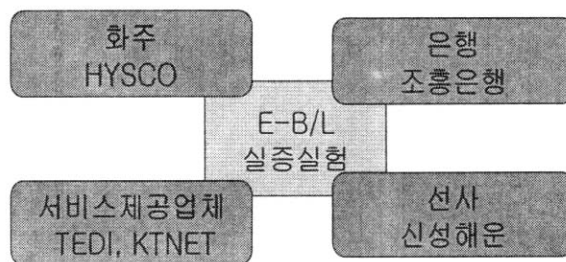 화주
HYSCO
은행
조흥은행
E-B/L
실증실험
서비스제공업체
TEDI, KTNET
선사
신성해운